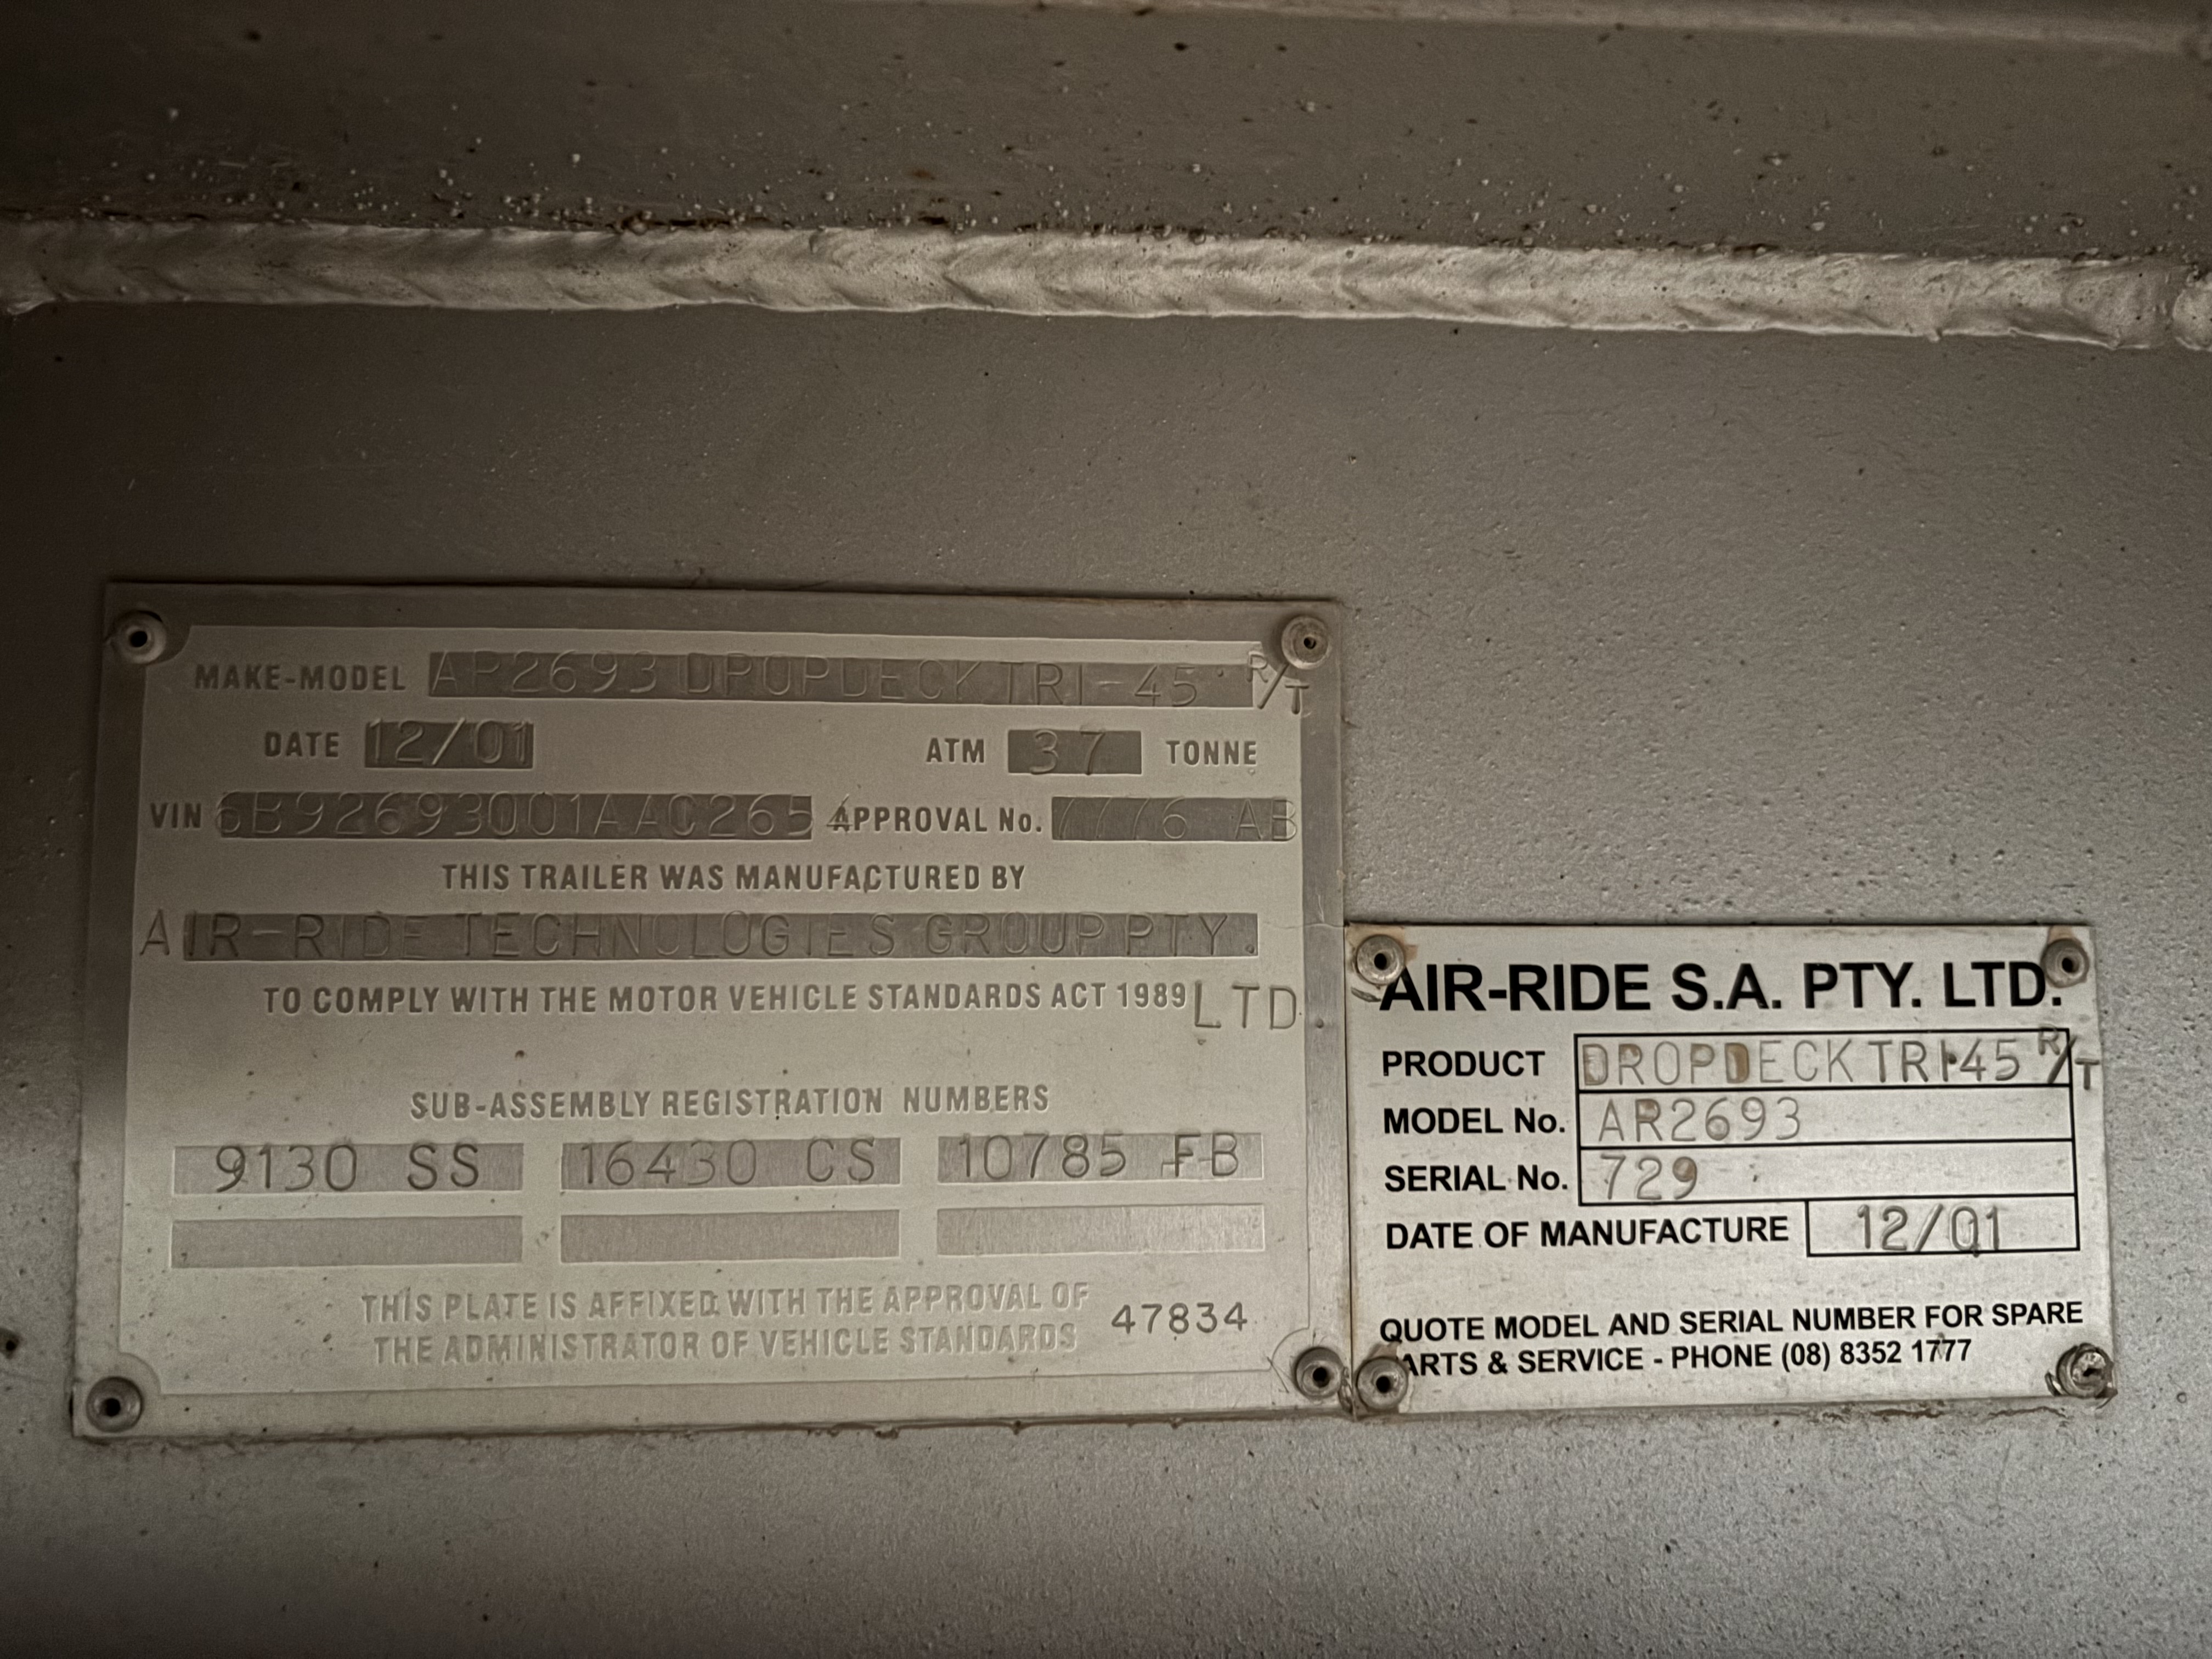 MAKE-MODEL AR2693 DROPDECK TRI-45' R/T
DATE 12/01 ATM 37 TONNE
VIN 6B92693001AAC2654 APPROVAL No. 7776 AB
THIS TRAILER WAS MANUFACTURED BY
AIR-RIDE TECHNOLOGIES GROUP PTY.
TO COMPLY WITH THE MOTOR VEHICLE STANDARDS ACT 1989 LTD
SUB-ASSEMBLY REGISTRATION NUMBERS
9130 SS 16430 CS 10785 FB
THIS PLATE IS AFFIXED WITH THE APPROVAL OF
THE ADMINISTRATOR OF VEHICLE STANDARDS
47834
AIR-RIDE S.A. PTY. LTD.
PRODUCT DROPDECK TRI-45 R/T
MODEL No. AR2693
SERIAL No. 729
DATE OF MANUFACTURE 12/01
QUOTE MODEL AND SERIAL NUMBER FOR SPARE
PARTS & SERVICE - PHONE (08) 8352 1777